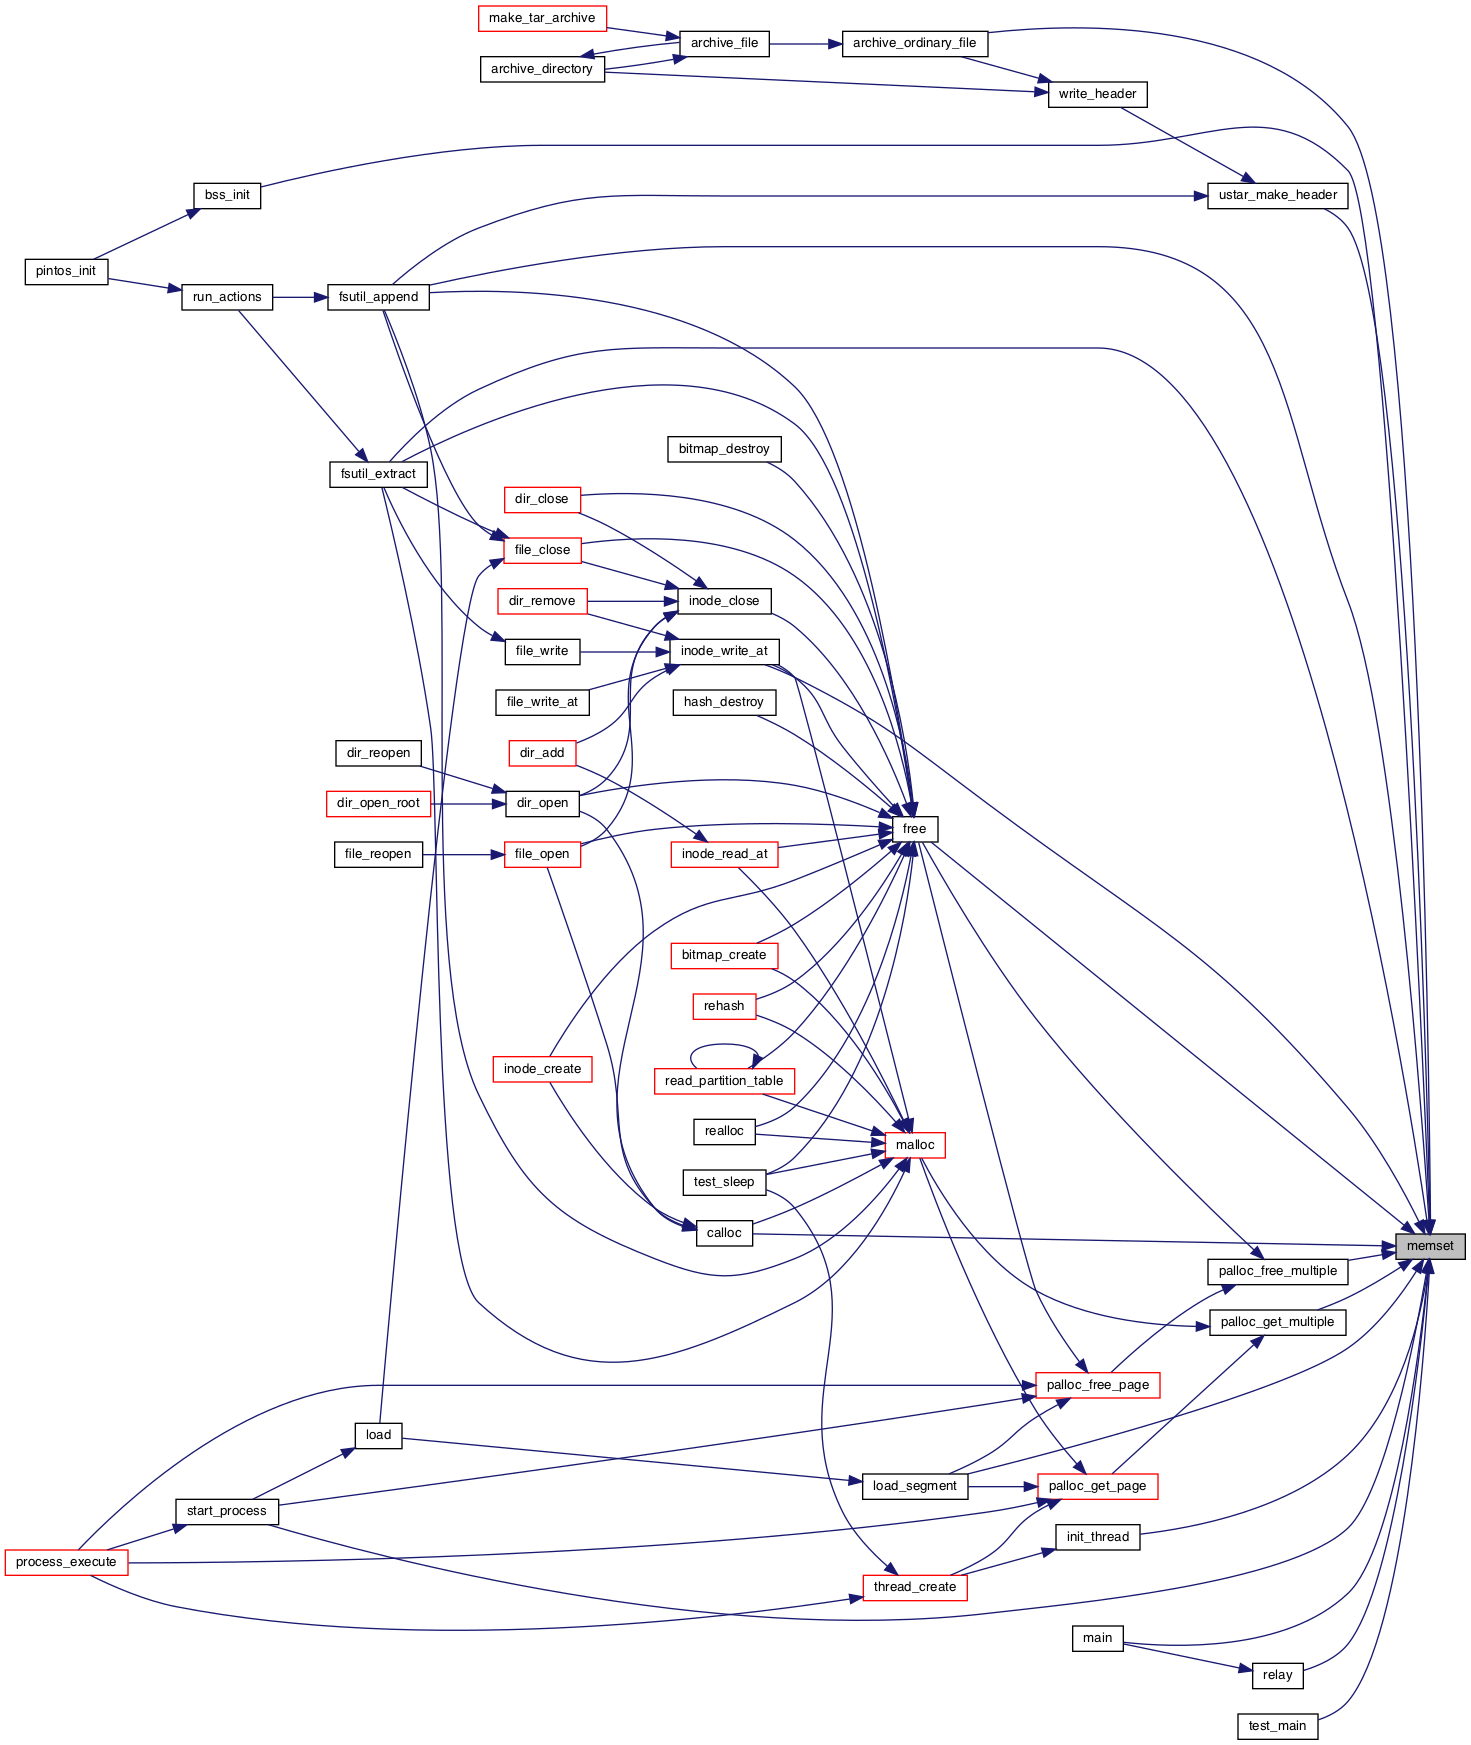 make_tar_archive
archive_file
archive_ordinary_file
archive_directory
write_header
bss_init
ustar_make_header
pintos_init
run_actions
fsutil_append
bitmap_destroy
fsutil_extract
dir_close
file_close
dir_remove
inode_close
file_write
inode_write_at
file_write_at
hash_destroy
dir_reopen
dir_add
dir_open_root
dir_open
free
file_reopen
file_open
inode_read_at
bitmap_create
rehash
inode_create
read_partition_table
realloc
malloc
test_sleep
calloc
memset
palloc_free_multiple
palloc_get_multiple
palloc_free_page
load
load_segment
palloc_get_page
start_process
init_thread
process_execute
thread_create
main
relay
test_main